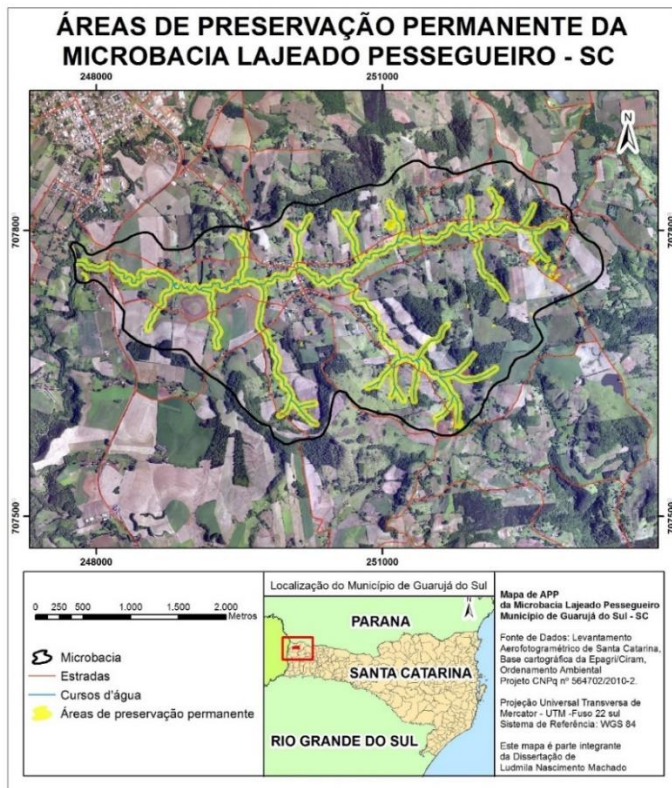 ÁREAS DE PRESERVAÇÃO PERMANENTE DA
MICROBACIA LAJEADO PESSEGUEIRO - SC
248000
251000
N
707800
707800
707500
707500
248000
251000
0 250 500 1.000 1.500 2.000
Metros
Microbacia
Estradas
Cursos d'água
Áreas de preservação permanente
Localização do Município de Guarujá do Sul
N
PARANA
SANTA CATARINA
RIO GRANDE DO SUL
Mapa de APP
da Microbacia Lajeado Pessegueiro
Município de Guarujá do Sul - SC
Fonte de Dados: Levantamento
Aerofotogramétrico de Santa Catarina,
Base cartográfica da Epagri/Ciram,
Ordenamento Ambiental
Projeto CNPq nº 564702/2010-2.
Projeção Universal Transversa de
Mercator - UTM -Fuso 22 sul
Sistema de Referência: WGS 84
Este mapa é parte integrante
da Dissertação de
Ludmila Nascimento Machado